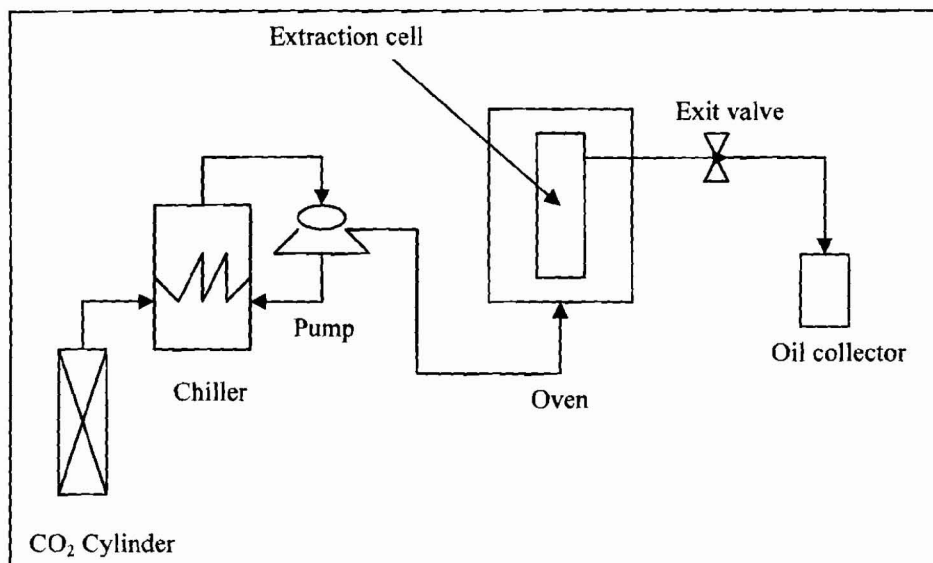 Extraction cell
Exit valve
Pump
Oil collector
Chiller
Oven
CO₂ Cylinder